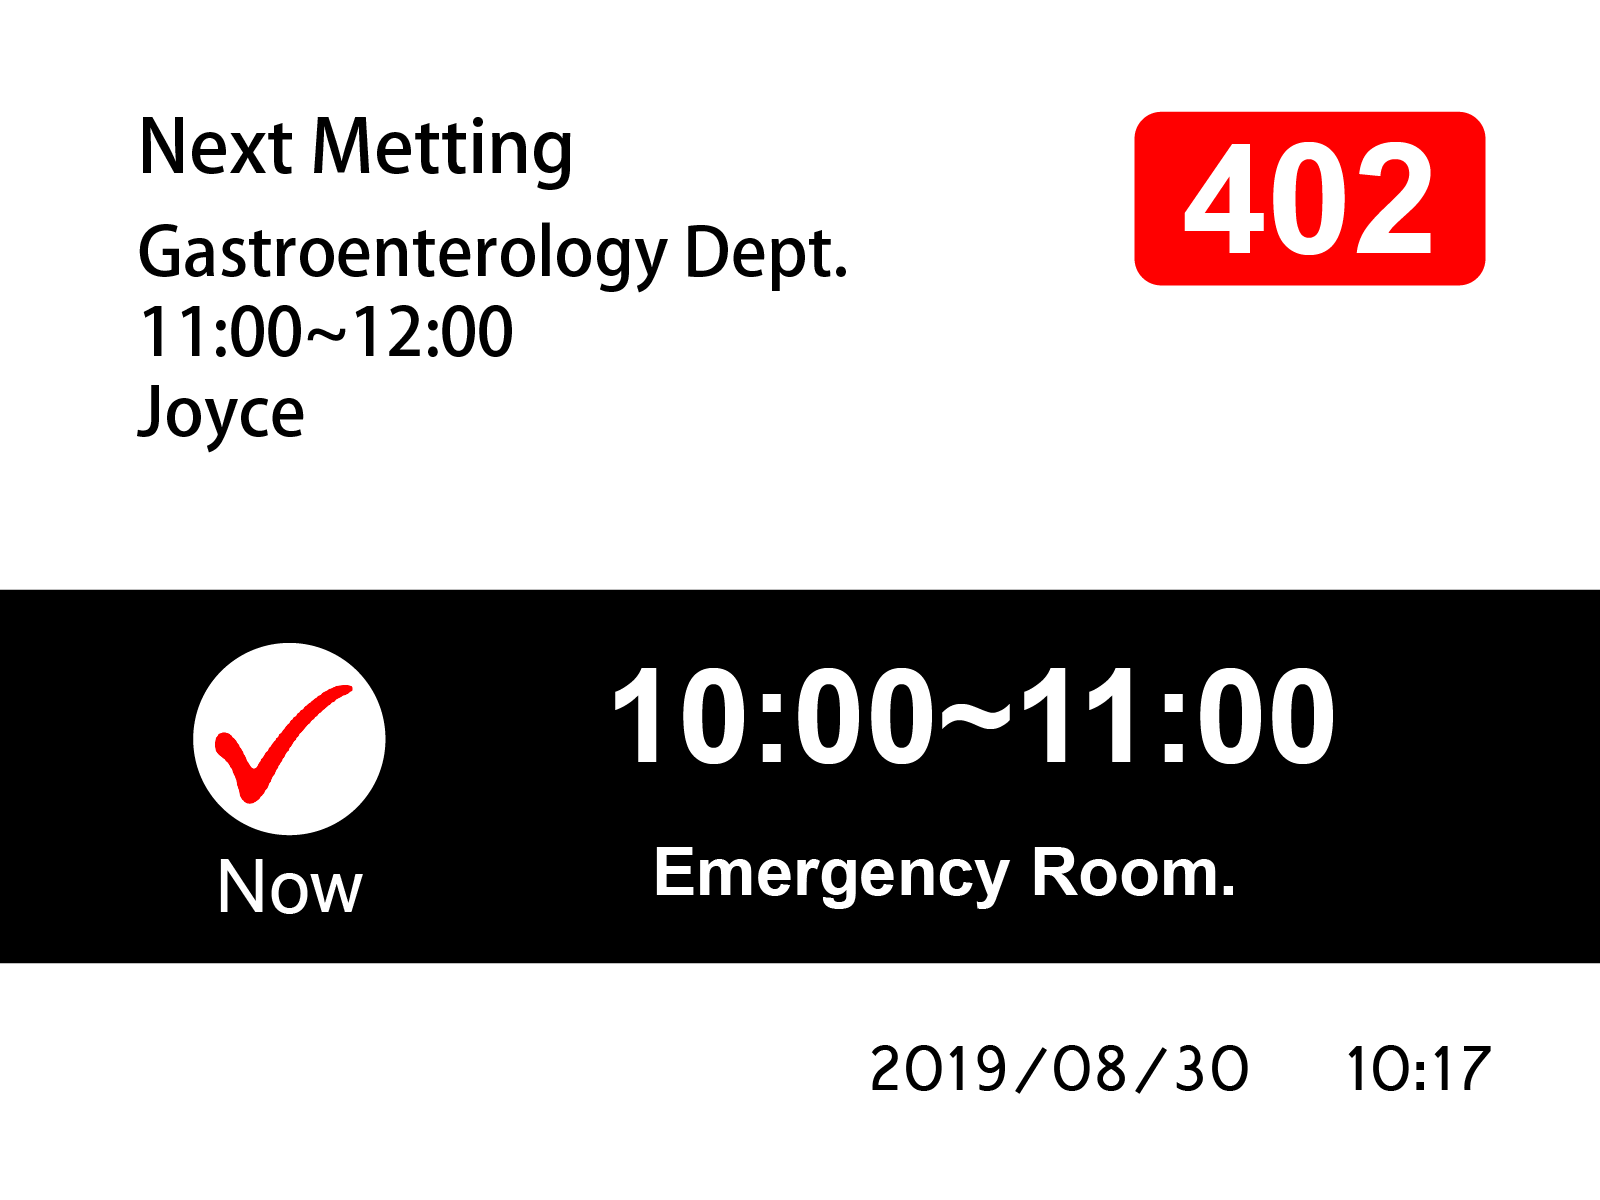 Next Metting
402
Gastroenterology Dept.
11:00~12:00
Joyce
10:00~11:00
Now
Emergency Room.
2019/08/30 10:17